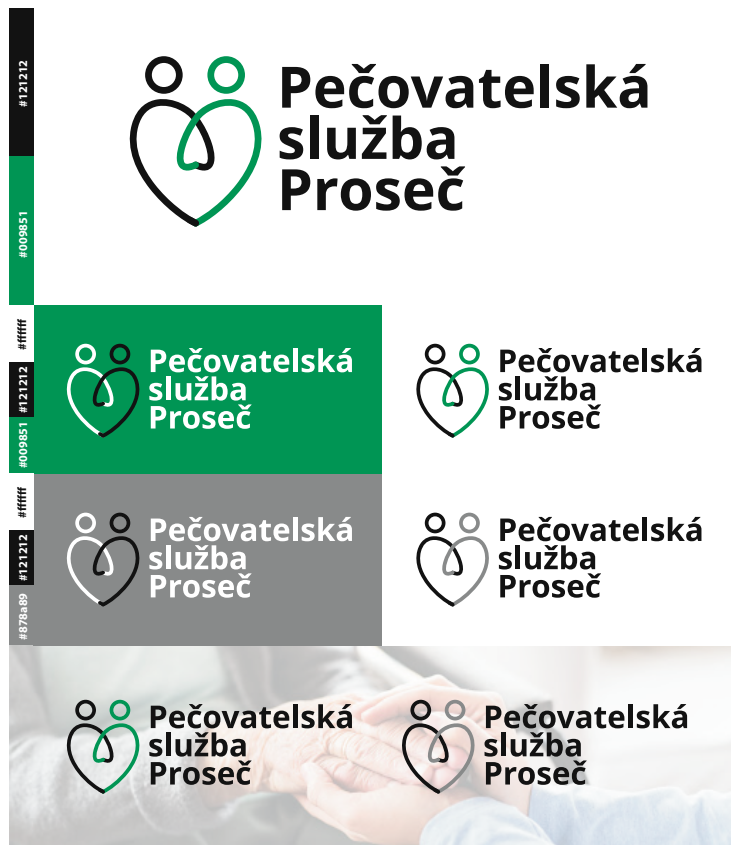 #121212
#009851
Pečovatelská
služba
Proseč
#ffffff
#121212
#009851
Pečovatelská
služba
Proseč
Pečovatelská
služba
Proseč
#ffffff
#121212
#878a89
Pečovatelská
služba
Proseč
Pečovatelská
služba
Proseč
Pečovatelská
služba
Proseč
Pečovatelská
služba
Proseč